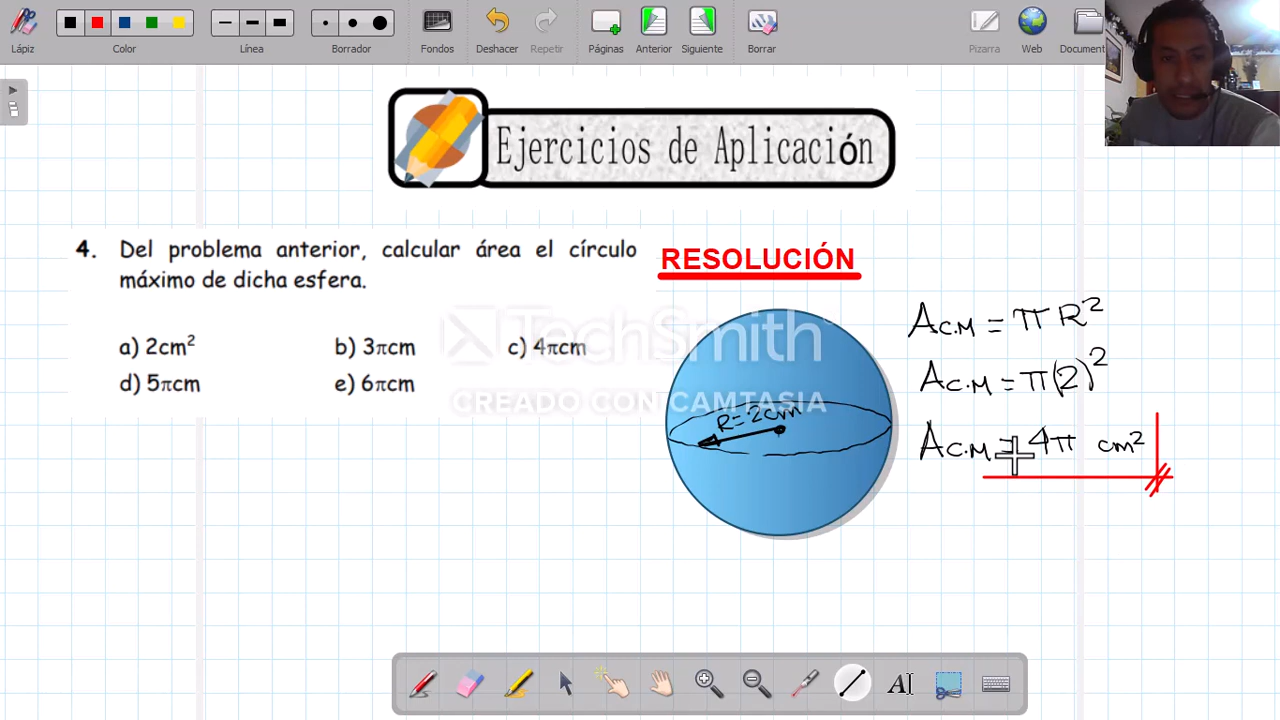 Lápiz
Color
Línea
Borrador
Fondos
Deshacer
Repetir
Páginas
Anterior
Siguiente
Borrar
Pizarra
Web
Document
Ejercicios de Aplicación
4. Del problema anterior, calcular área el círculo
máximo de dicha esfera.
a) 2cm² b) 3πcm c) 4πcm
d) 5πcm e) 6πcm
RESOLUCIÓN
TechSmith
CREADO CON CAMTASIA
R=2cm
A C.M = π R²
A C.M = π(2)²
A C.M = 4π cm²